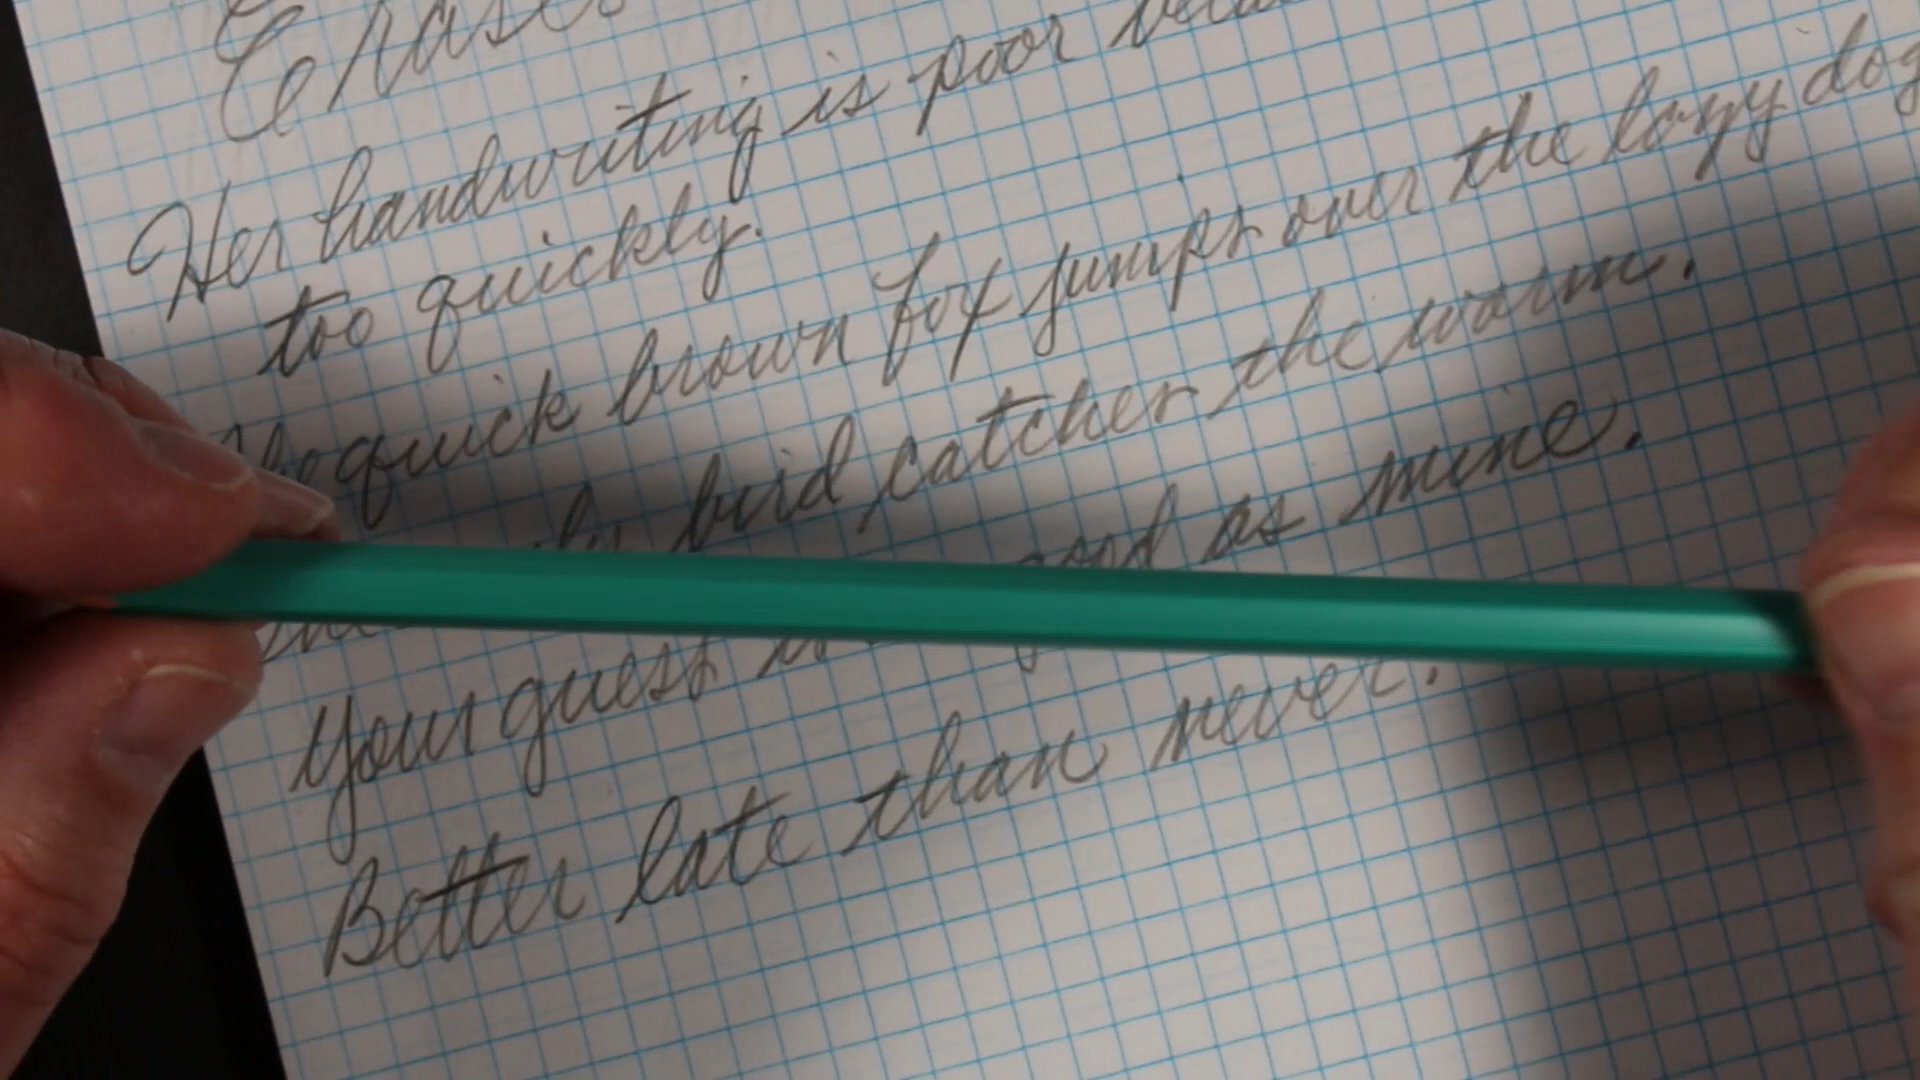 Her handwriting is poor
too quickly.
quick brown fox jumps over the lazy dog
bird catches the worm.
good as mine.
Your guess is
Better late than never.